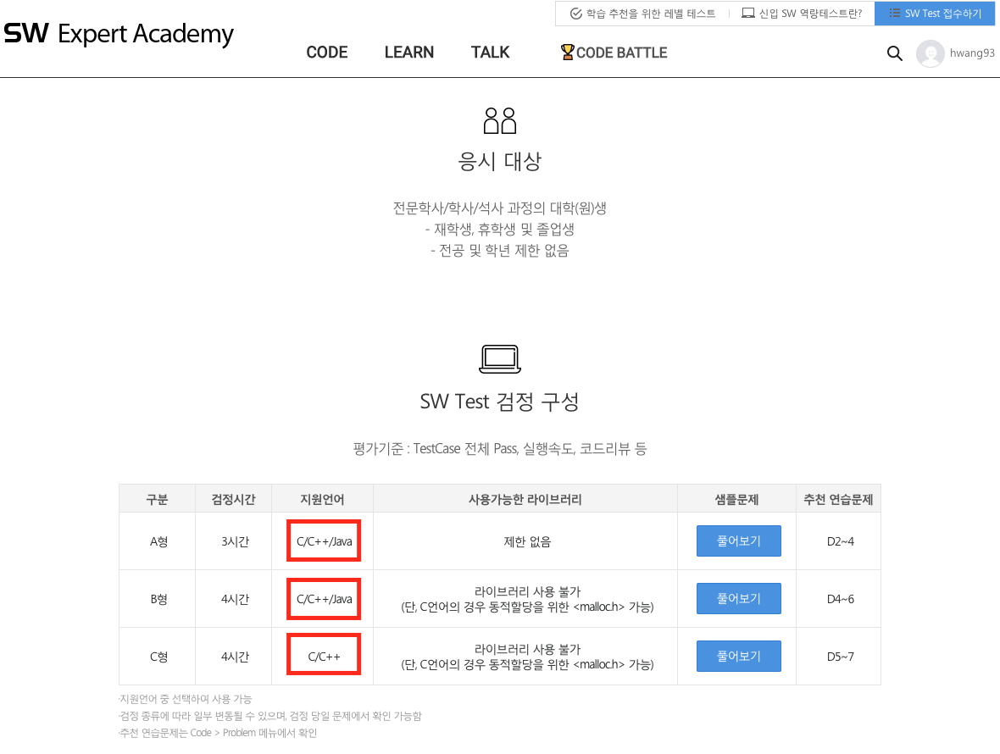 학습 추천을 위한 레벨 테스트
신입 SW 역량테스트란?
SW Test 접수하기
SW Expert Academy
CODE LEARN TALK CODE BATTLE
hwang93
응시 대상
전문학사/학사/석사 과정의 대학(원)생
- 재학생, 휴학생 및 졸업생
- 전공 및 학년 제한 없음
SW Test 검정 구성
평가기준 : TestCase 전체 Pass, 실행속도, 코드리뷰 등
구분 검정시간 지원언어 사용가능한 라이브러리 샘플문제 추천 연습문제
A형 3시간 C/C++/Java 제한 없음 풀어보기 D2~4
B형 4시간 C/C++/Java 라이브러리 사용 불가
(단, C언어의 경우 동적할당을 위한 <malloc.h> 가능) 풀어보기 D4~6
C형 4시간 C/C++ 라이브러리 사용 불가
(단, C언어의 경우 동적할당을 위한 <malloc.h> 가능) 풀어보기 D5~7
·지원언어 중 선택하여 사용 가능
·검정 종류에 따라 일부 변동될 수 있으며, 검정 당일 문제에서 확인 가능함
·추천 연습문제는 Code > Problem 메뉴에서 확인